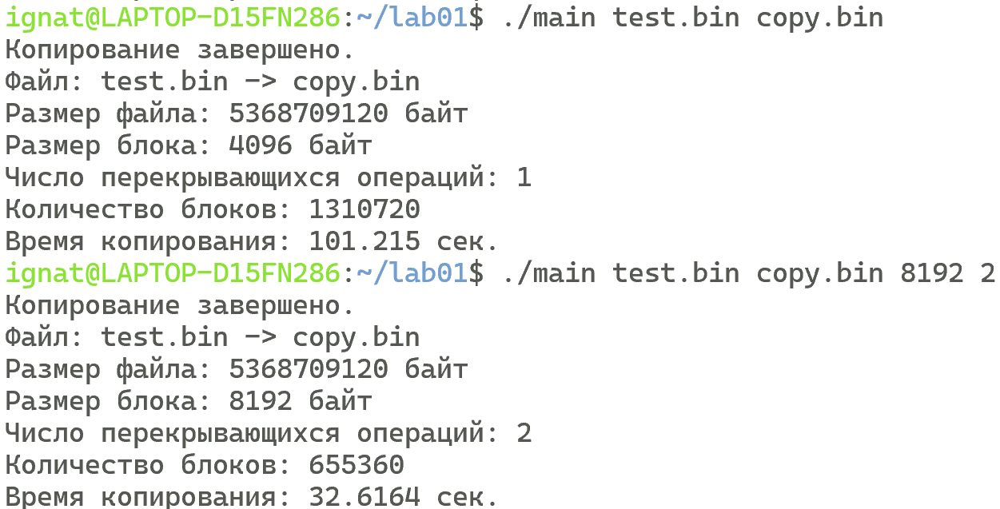 ignat@LAPTOP-D15FN286:~/lab01$ ./main test.bin copy.bin
Копирование завершено.
Файл: test.bin -> copy.bin
Размер файла: 5368709120 байт
Размер блока: 4096 байт
Число перекрывающихся операций: 1
Количество блоков: 1310720
Время копирования: 101.215 сек.
ignat@LAPTOP-D15FN286:~/lab01$ ./main test.bin copy.bin 8192 2
Копирование завершено.
Файл: test.bin -> copy.bin
Размер файла: 5368709120 байт
Размер блока: 8192 байт
Число перекрывающихся операций: 2
Количество блоков: 655360
Время копирования: 32.6164 сек.